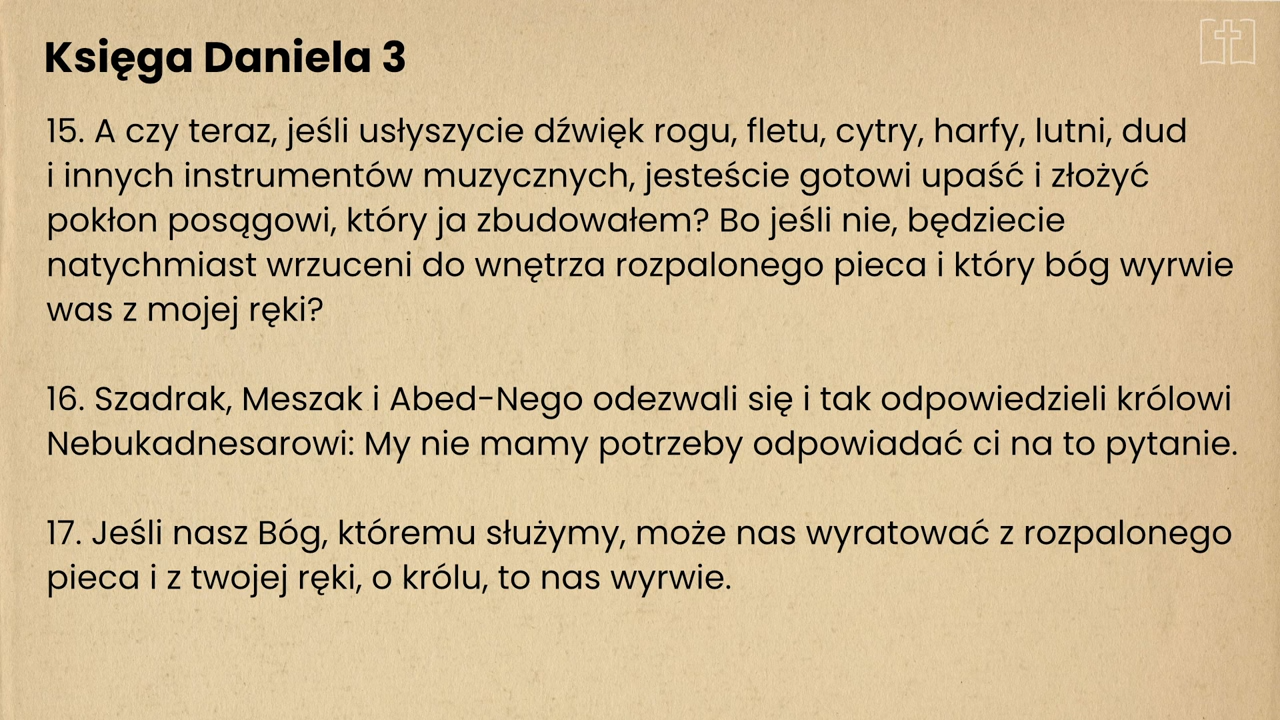 Księga Daniela 3
15. A czy teraz, jeśli usłyszycie dźwięk rogu, fletu, cytry, harfy, lutni, dud
i innych instrumentów muzycznych, jesteście gotowi upaść i złożyć
pokłon posągowi, który ja zbudowałem? Bo jeśli nie, będziecie
natychmiast wrzuceni do wnętrza rozpalonego pieca i który bóg wyrwie
was z mojej ręki?
16. Szadrak, Meszak i Abed-Nego odezwali się i tak odpowiedzieli królowi
Nebukadnesarowi: My nie mamy potrzeby odpowiadać ci na to pytanie.
17. Jeśli nasz Bóg, któremu służymy, może nas wyratować z rozpalonego
pieca i z twojej ręki, o królu, to nas wyrwie.